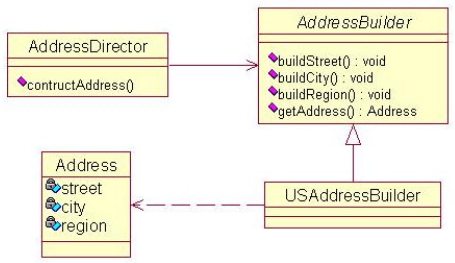 AddressDirector
contructAddress()
AddressBuilder
buildStreet() : void
buildCity() : void
buildRegion() : void
getAddress() : Address
Address
street
city
region
USAddressBuilder